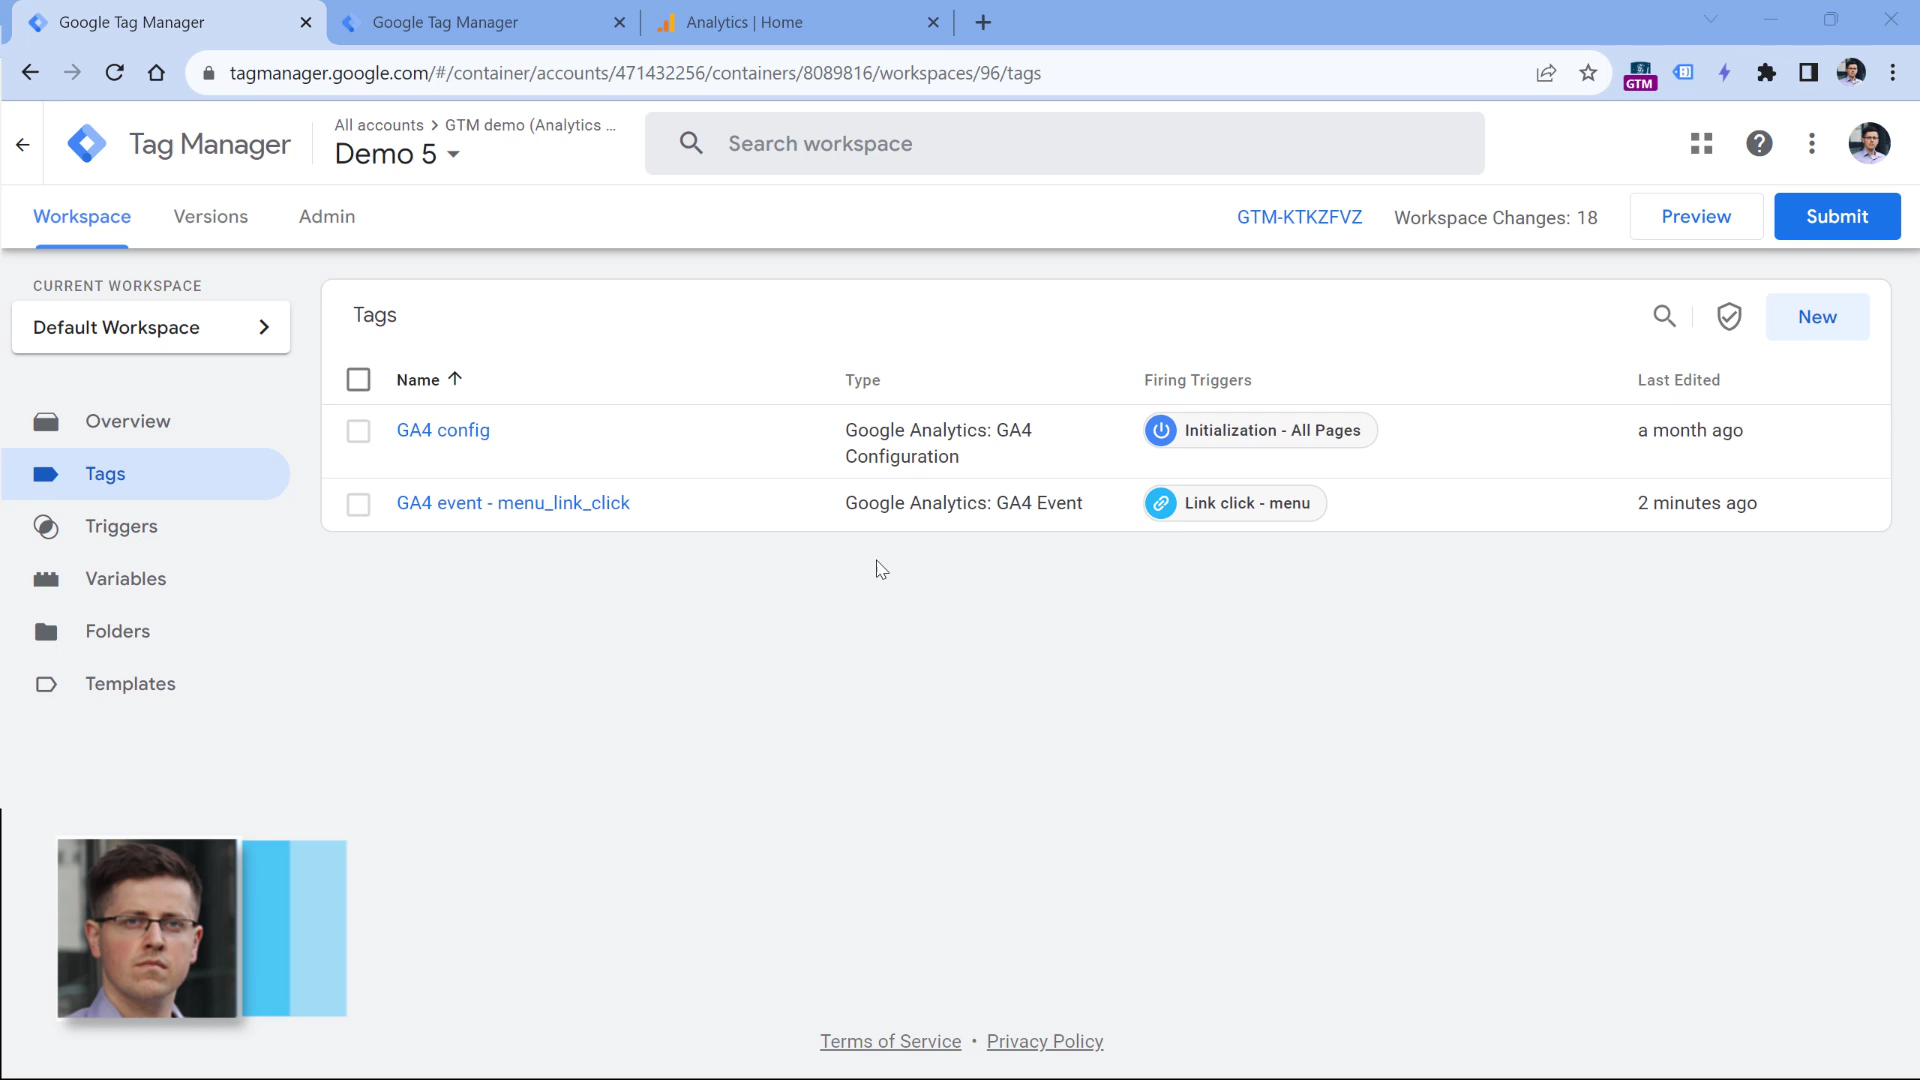 Google Tag Manager
Google Tag Manager
Analytics | Home
tagmanager.google.com/#/container/accounts/471432256/containers/8089816/workspaces/96/tags
GTM
Tag Manager
All accounts > GTM demo (Analytics ...
Demo 5
Search workspace
Workspace
Versions
Admin
GTM-KTKZFVZ
Workspace Changes: 18
Preview
Submit
CURRENT WORKSPACE
Default Workspace
Overview
Tags
Triggers
Variables
Folders
Templates
Tags
New
Name
Type
Firing Triggers
Last Edited
GA4 config
Google Analytics: GA4
Configuration
Initialization - All Pages
a month ago
GA4 event - menu_link_click
Google Analytics: GA4 Event
Link click - menu
2 minutes ago
Terms of Service • Privacy Policy